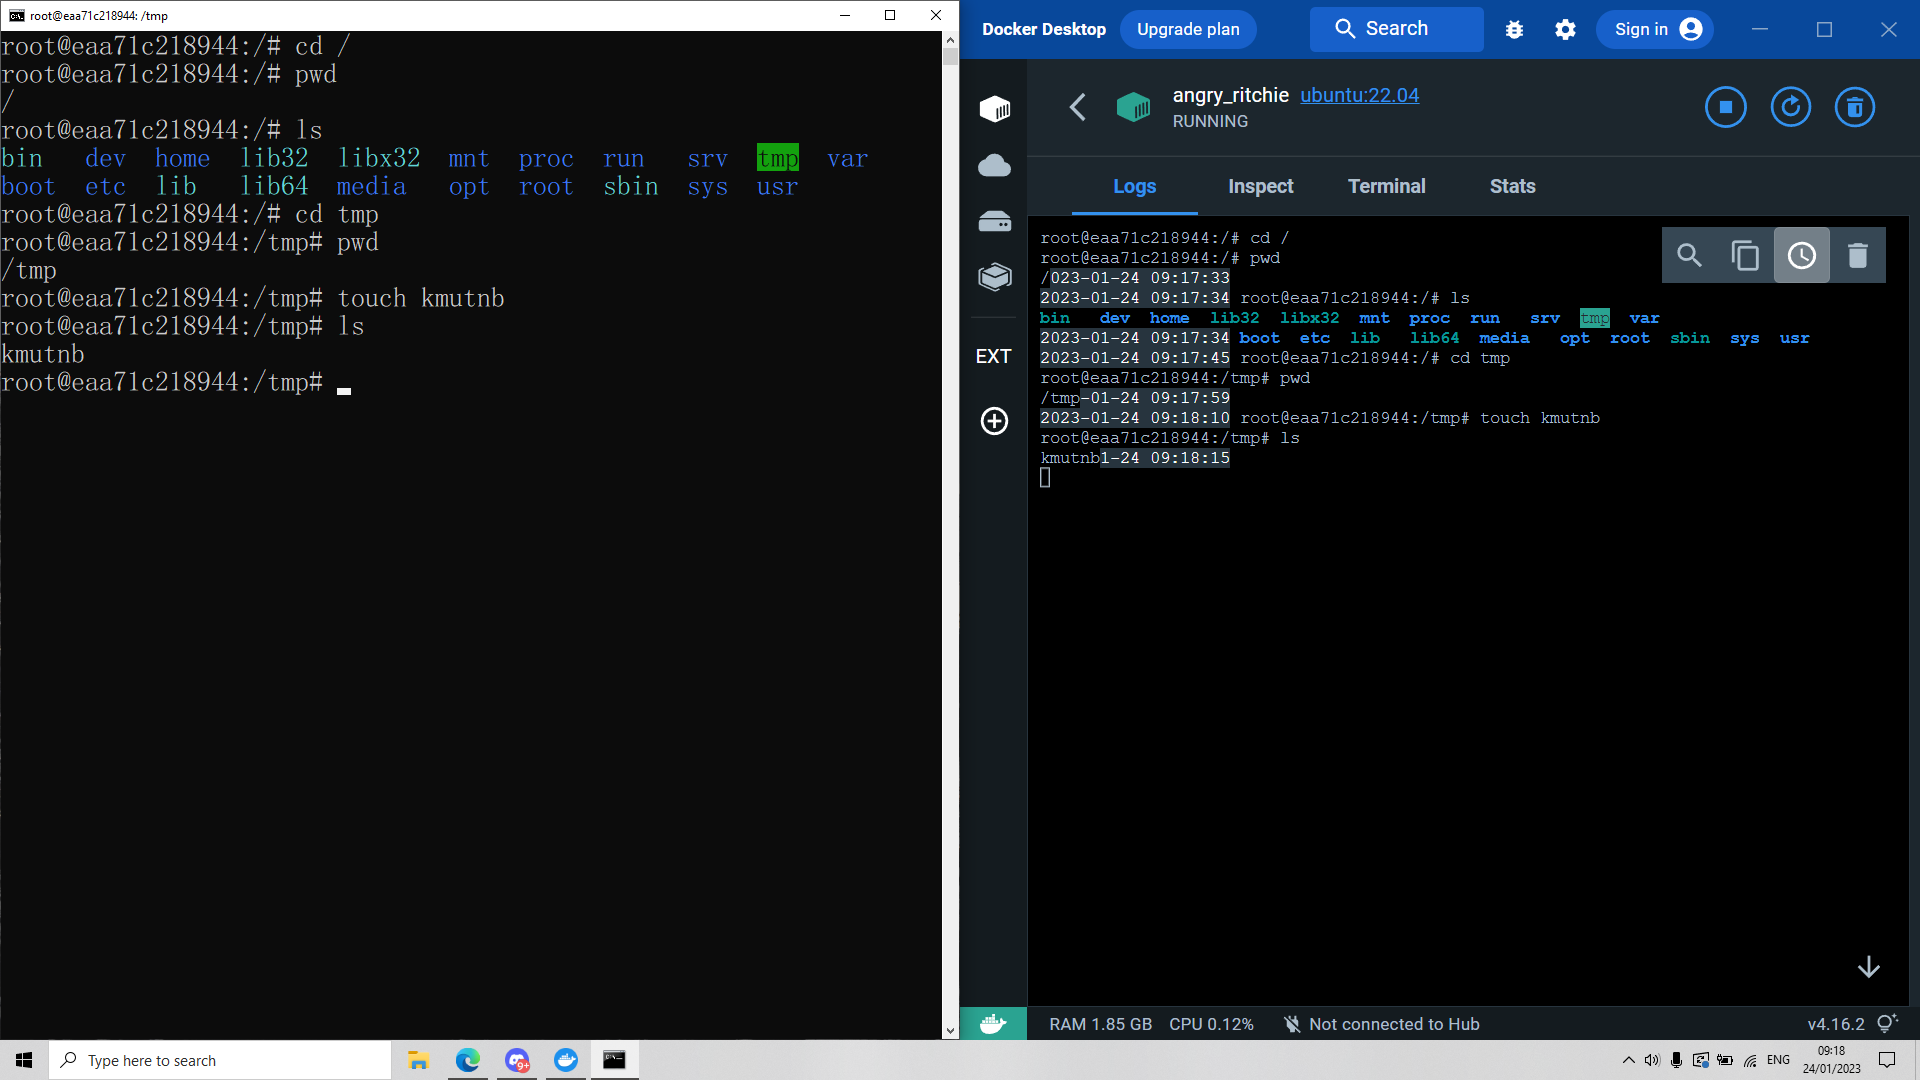 root@eaa71c218944: /tmp
root@eaa71c218944:/# cd /
root@eaa71c218944:/# pwd
/
root@eaa71c218944:/# ls
bin dev home lib32 libx32 mnt proc run srv tmp var
boot etc lib lib64 media opt root sbin sys usr
root@eaa71c218944:/# cd tmp
root@eaa71c218944:/tmp# pwd
/tmp
root@eaa71c218944:/tmp# touch kmutnb
root@eaa71c218944:/tmp# ls
kmutnb
root@eaa71c218944:/tmp#
Docker Desktop Upgrade plan Search Sign in
angry_ritchie ubuntu:22.04
RUNNING
Logs Inspect Terminal Stats
EXT
root@eaa71c218944:/# cd /
root@eaa71c218944:/# pwd
/023-01-24 09:17:33
2023-01-24 09:17:34 root@eaa71c218944:/# ls
bin dev home lib32 libx32 mnt proc run srv tmp var
2023-01-24 09:17:34 boot etc lib lib64 media opt root sbin sys usr
2023-01-24 09:17:45 root@eaa71c218944:/# cd tmp
root@eaa71c218944:/tmp# pwd
/tmp-01-24 09:17:59
2023-01-24 09:18:10 root@eaa71c218944:/tmp# touch kmutnb
root@eaa71c218944:/tmp# ls
kmutnb1-24 09:18:15
RAM 1.85 GB CPU 0.12% Not connected to Hub v4.16.2
Type here to search
9+
ENG
09:18
24/01/2023